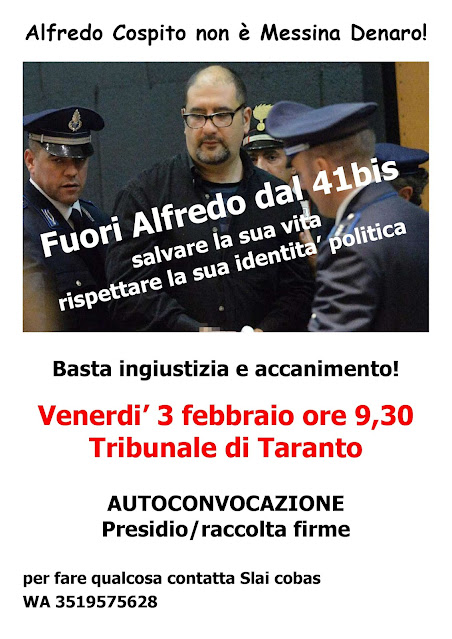 Alfredo Cospito non è Messina Denaro!
Fuori Alfredo dal 41bis
salvare la sua vita
rispettare la sua identita' politica
Basta ingiustizia e accanimento!
Venerdi' 3 febbraio ore 9,30
Tribunale di Taranto
AUTOCONVOCAZIONE
Presidio/raccolta firme
per fare qualcosa contatta Slai cobas
WA 3519575628